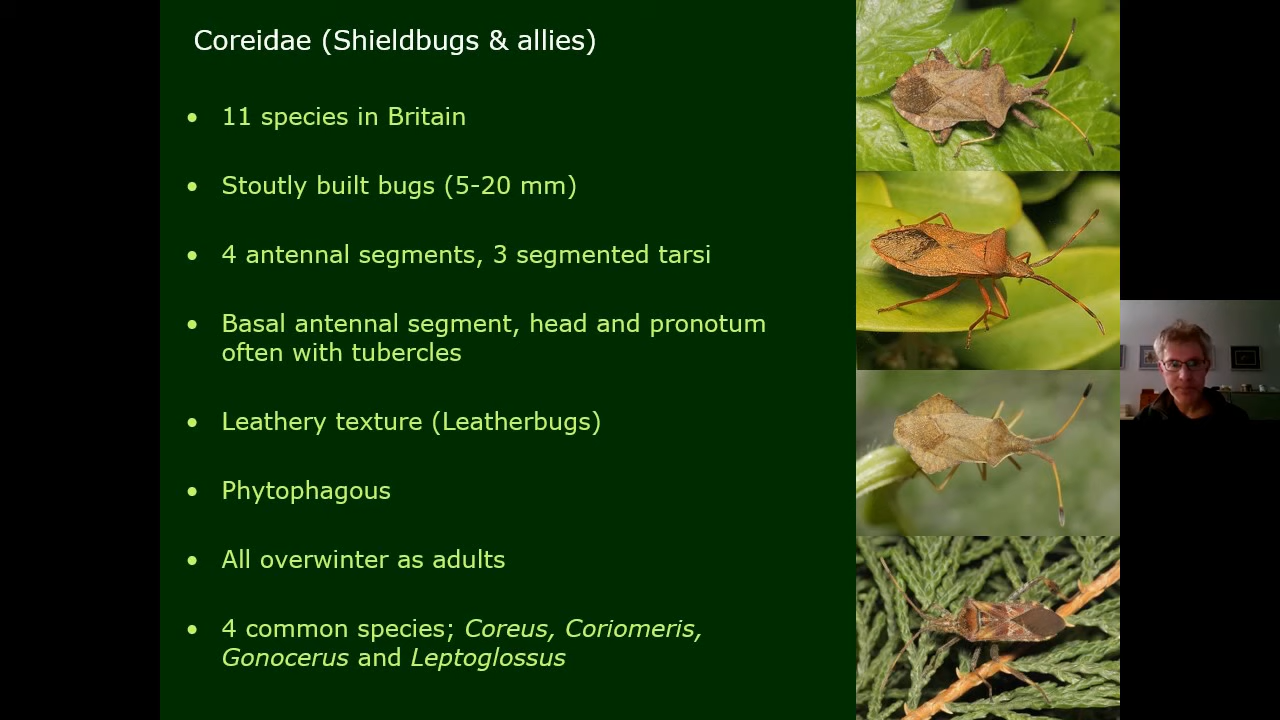 Coreidae (Shieldbugs & allies)
• 11 species in Britain
• Stoutly built bugs (5-20 mm)
• 4 antennal segments, 3 segmented tarsi
• Basal antennal segment, head and pronotum
often with tubercles
• Leathery texture (Leatherbugs)
• Phytophagous
• All overwinter as adults
• 4 common species; Coreus, Coriomeris,
Gonocerus and Leptoglossus